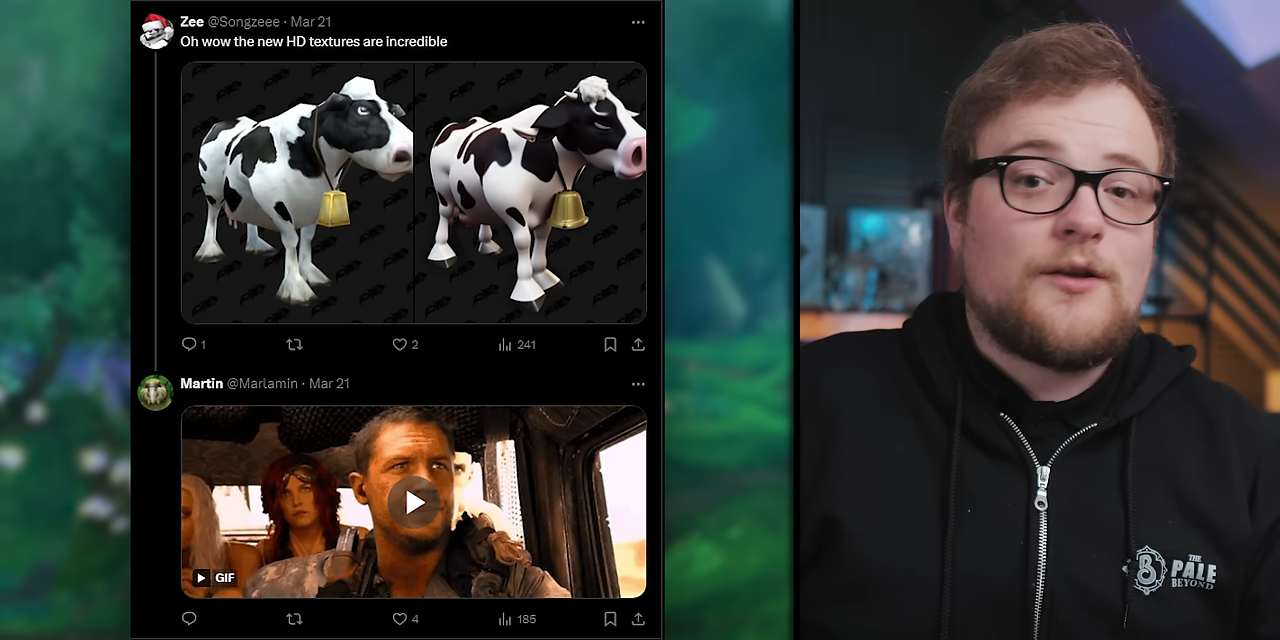 Zee @Songzeee · Mar 21
Oh wow the new HD textures are incredible
1
2
241
Martin @Marlamin · Mar 21
GIF
4
185
B THE
PALE
BEYOND